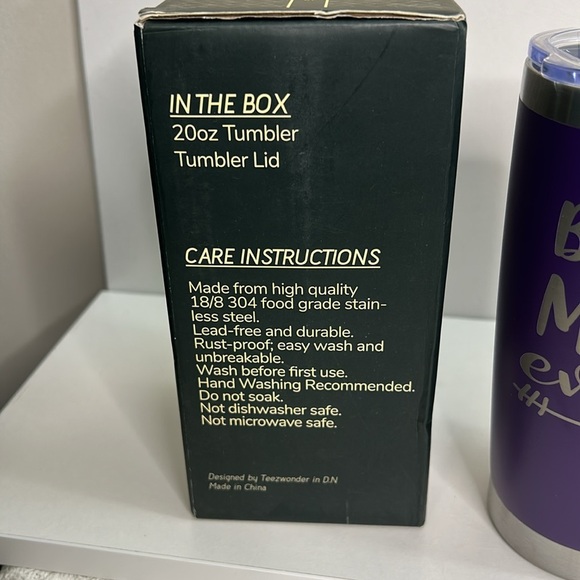 IN THE BOX
20oz Tumbler
Tumbler Lid
CARE INSTRUCTIONS
Made from high quality
18/8 304 food grade stain-
less steel.
Lead-free and durable.
Rust-proof; easy wash and
unbreakable.
Wash before first use.
Hand Washing Recommended.
Do not soak.
Not dishwasher safe.
Not microwave safe.
Designed by Teezwonder in D.N
Made in China